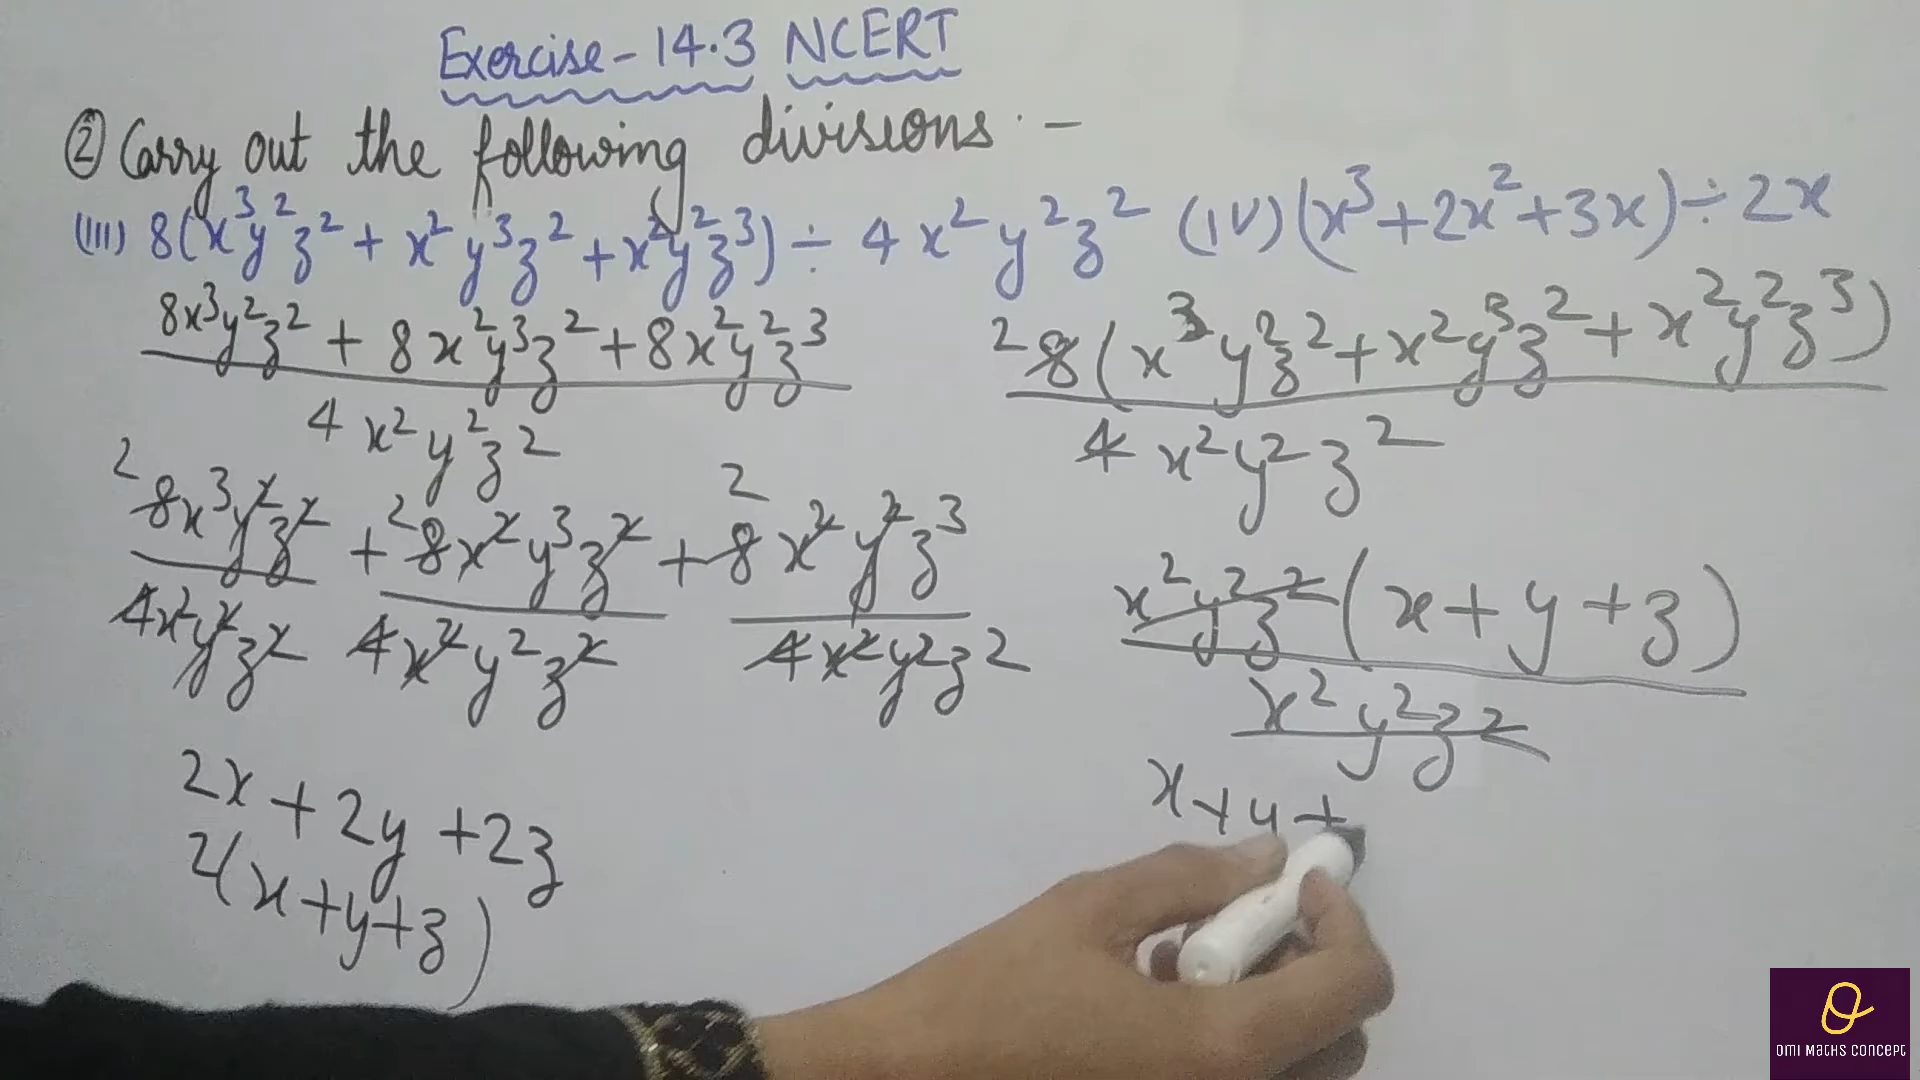 Exercise-14.3 NCERT
② Carry out the following divisions :-
(III) 8(x³y²z² + x²y³z² + x²y²z³) ÷ 4x²y²z² (IV) (x³+2x²+3x) ÷ 2x
8x³y²z² + 8x²y³z² + 8x²y²z³
4x²y²z²
2 8x³y²z² + 2 8x²y³z² + 2 8x²y²z³
4x²y²z² 4x²y²z² 4x²y²z²
2x + 2y + 2z
2(x+y+z)
2 8(x³y²z² + x²y³z² + x²y²z³)
4x²y²z²
x²y²z²(x+y+z)
x²y²z²
x+y+
OMI MATHS CONCEPT